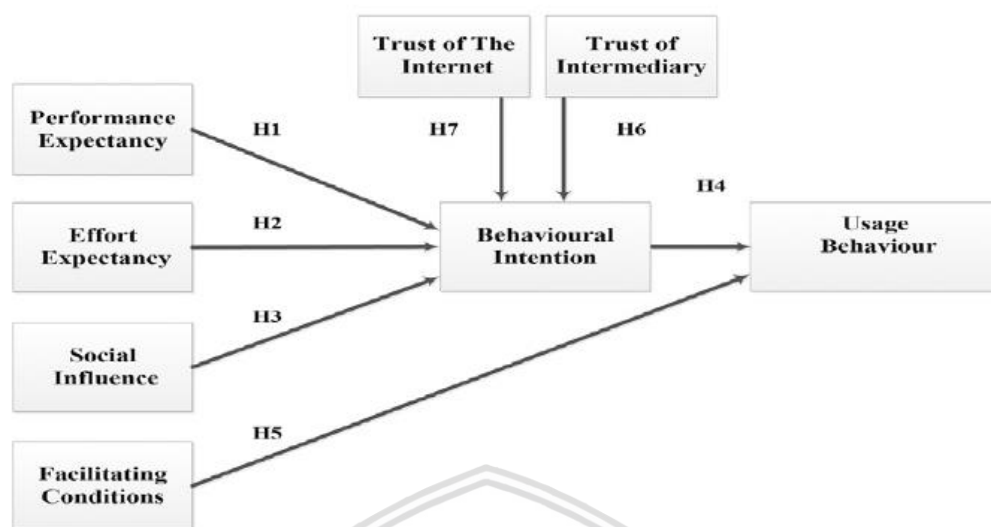 Trust of The
Internet
Trust of
Intermediary
Performance
Expectancy
H1
H7
H6
Effort
Expectancy
H2
Behavioural
Intention
H4
Usage
Behaviour
Social
Influence
H3
Facilitating
Conditions
H5